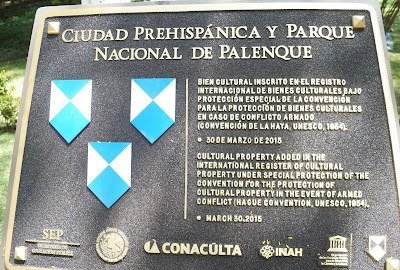 CIUDAD PREHISPÁNICA Y PARQUE
NACIONAL DE PALENQUE
BIEN CULTURAL INSCRITO EN EL REGISTRO
INTERNACIONAL DE BIENES CULTURALES BAJO
PROTECCIÓN ESPECIAL DE LA CONVENCIÓN
PARA LA PROTECCIÓN DE BIENES CULTURALES
EN CASO DE CONFLICTO ARMADO
(CONVENCIÓN DE LA HAYA, UNESCO, 1954).
30 DE MARZO DE 2015
CULTURAL PROPERTY ADDED IN THE
INTERNATIONAL REGISTER OF CULTURAL
PROPERTY UNDER SPECIAL PROTECTION OF THE
CONVENTION FOR THE PROTECTION OF
CULTURAL PROPERTY IN THE EVENT OF ARMED
CONFLICT (HAGUE CONVENTION, UNESCO, 1954).
MARCH 30, 2015
SEP
CONACULTA
INAH